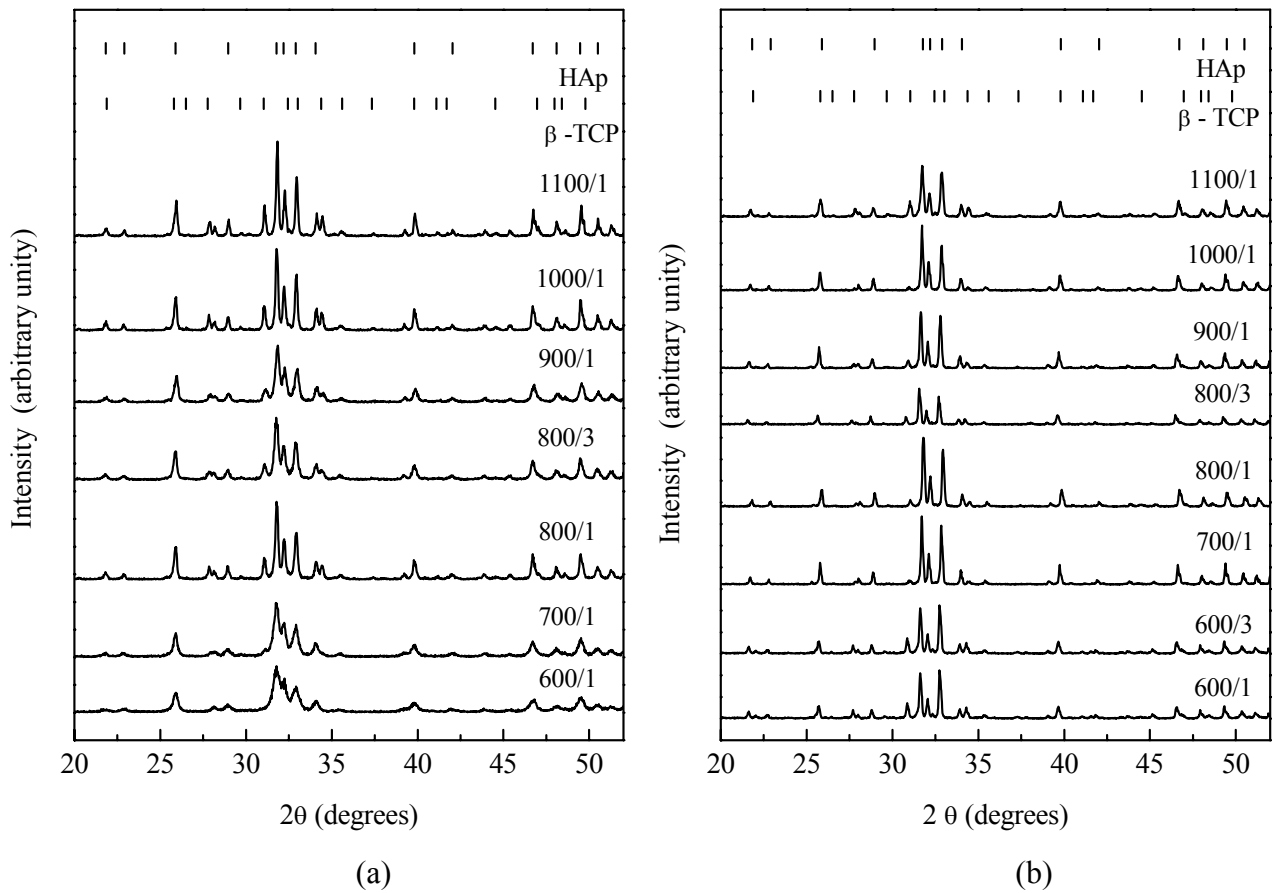 HAp
β -TCP
1100/1
1000/1
900/1
800/3
800/1
700/1
600/1
Intensity (arbitrary unity)
20 25 30 35 40 45 50
2θ (degrees)
(a)
HAp
β - TCP
1100/1
1000/1
900/1
800/3
800/1
700/1
600/3
600/1
Intensity (arbitrary unity)
20 25 30 35 40 45 50
2 θ (degrees)
(b)